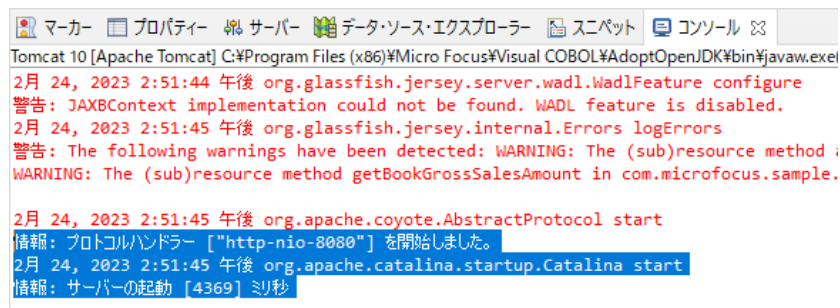 マーカー プロパティー サーバー データ・ソース・エクスプローラー スニペット コンソール
Tomcat 10 [Apache Tomcat] C:¥Program Files (x86)¥Micro Focus¥Visual COBOL¥AdoptOpenJDK¥bin¥javaw.exe
2月 24, 2023 2:51:44 午後 org.glassfish.jersey.server.wadl.WadlFeature configure
警告: JAXBContext implementation could not be found. WADL feature is disabled.
2月 24, 2023 2:51:45 午後 org.glassfish.jersey.internal.Errors logErrors
警告: The following warnings have been detected: WARNING: The (sub)resource method
WARNING: The (sub)resource method getBookGrossSalesAmount in com.microfocus.sample.
2月 24, 2023 2:51:45 午後 org.apache.coyote.AbstractProtocol start
情報: プロトコルハンドラー ["http-nio-8080"] を開始しました。
2月 24, 2023 2:51:45 午後 org.apache.catalina.startup.Catalina start
情報: サーバーの起動 [4369] ミリ秒